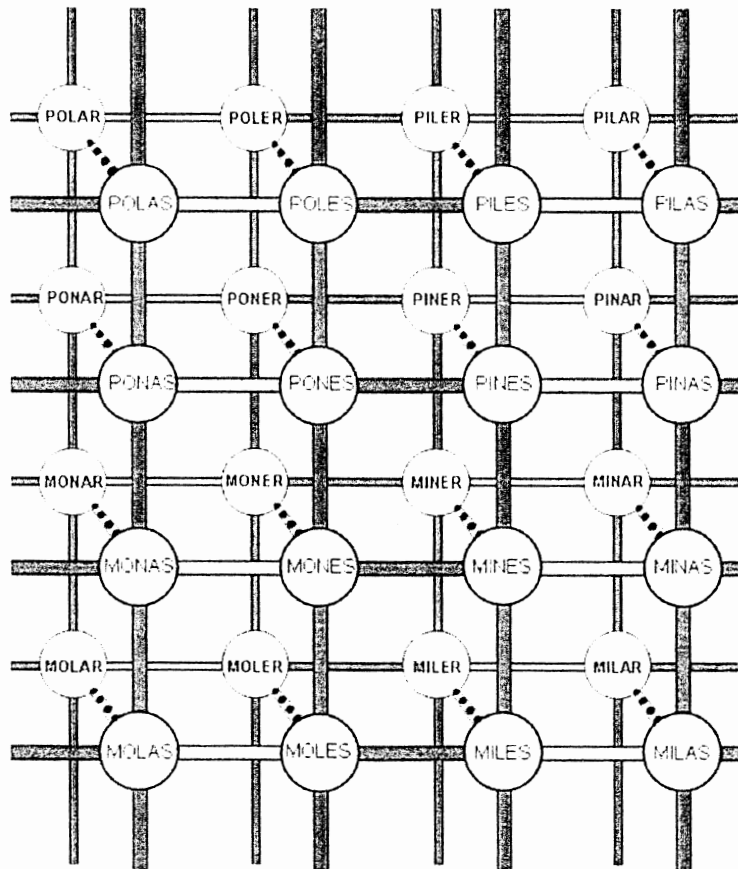 POLAR POLER PILER PILAR
POLAS POLES PILES PILAS
PONAR PONER PINER PINAR
PONAS PONES PINES PINAS
MONAR MONER MINER MINAR
MONAS MONES MINES MINAS
MOLAR MOLER MILER MILAR
MOLAS MOLES MILES MILAS